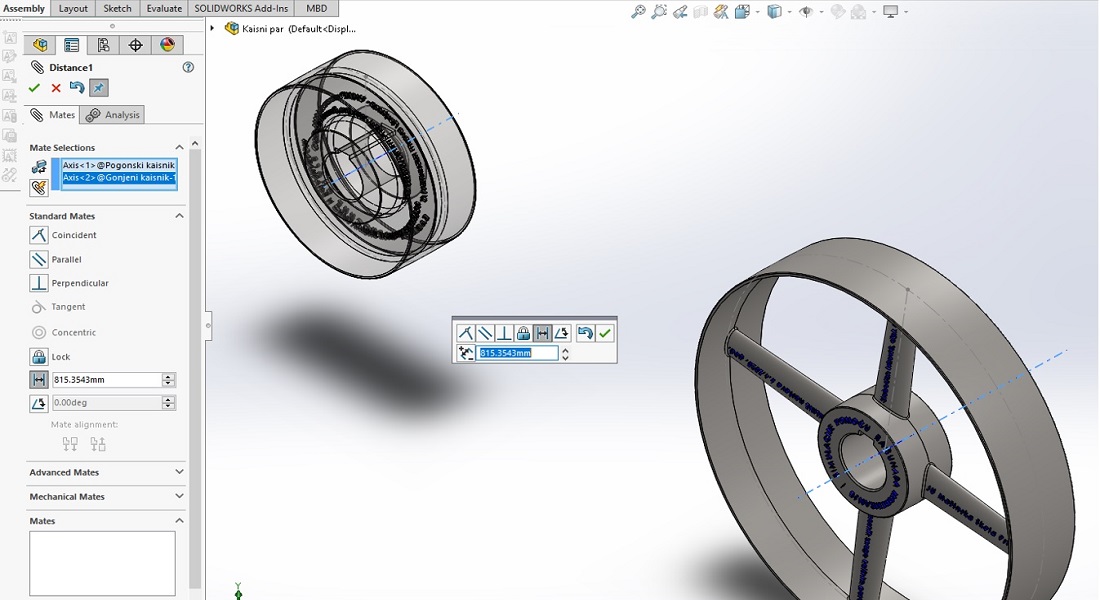 Assembly Layout Sketch Evaluate SOLIDWORKS Add-Ins MBD
Kaisni par (Default<Displ...
Distance1
Mates Analysis
Mate Selections
Axis<1>@Pogonski kaisnik
Axis<2>@Gonjeni kaisnik-1
Standard Mates
Coincident
Parallel
Perpendicular
Tangent
Concentric
Lock
815.3543mm
0.00deg
Mate alignment:
Advanced Mates
Mechanical Mates
Mates
815.3543mm
Y